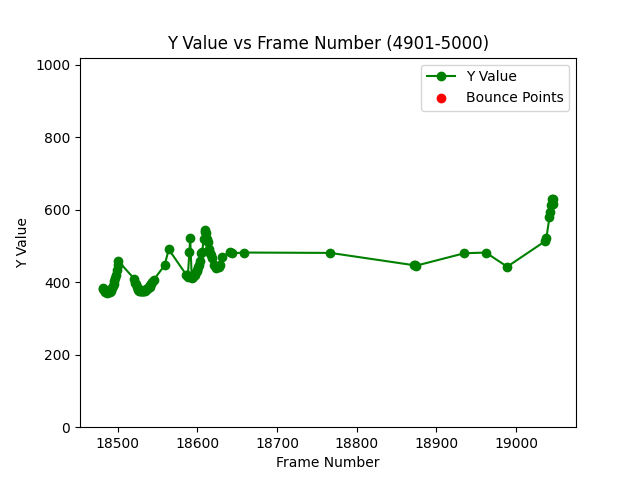 Y Value vs Frame Number (4901-5000)
Y Value
Bounce Points
1000
800
600
400
200
0
Y Value
18500 18600 18700 18800 18900 19000
Frame Number